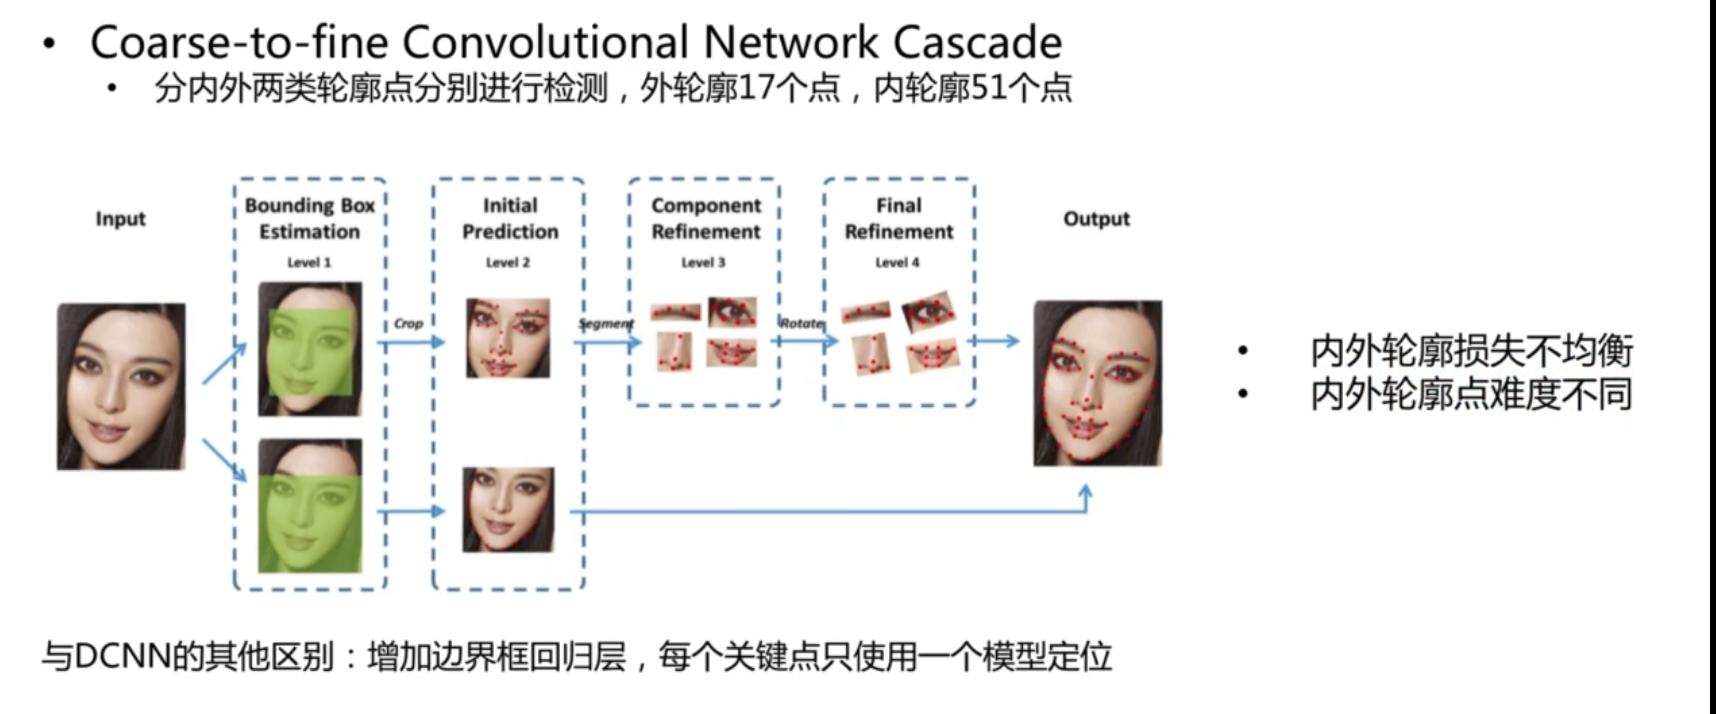 • Coarse-to-fine Convolutional Network Cascade
• 分内外两类轮廓点分别进行检测，外轮廓17个点，内轮廓51个点
Input
Bounding Box
Estimation
Level 1
Crop
Initial
Prediction
Level 2
Segment
Component
Refinement
Level 3
Rotate
Final
Refinement
Level 4
Output
• 内外轮廓损失不均衡
• 内外轮廓点难度不同
与DCNN的其他区别：增加边界框回归层，每个关键点只使用一个模型定位